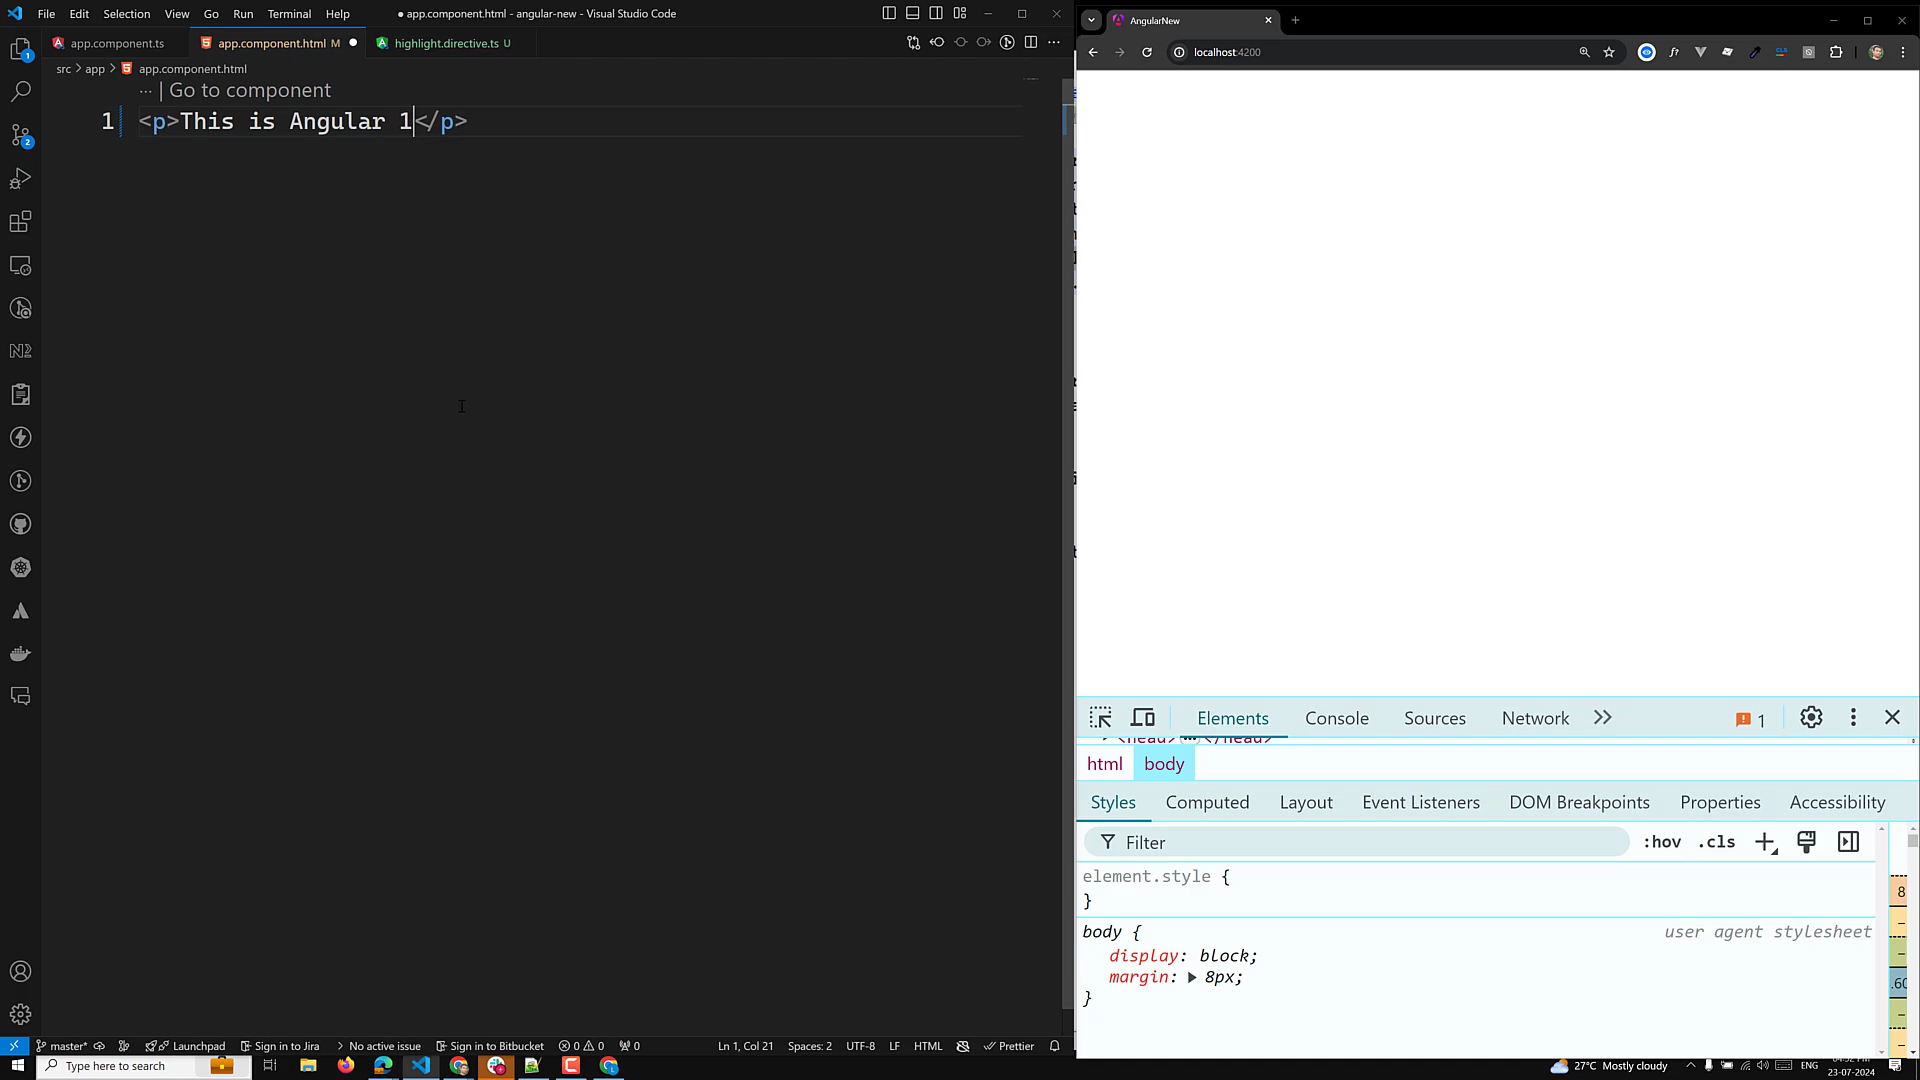 File Edit Selection View Go Run Terminal Help
● app.component.html - angular-new - Visual Studio Code
app.component.ts
app.component.html M
highlight.directive.ts U
src > app > app.component.html
... | Go to component
1 <p>This is Angular 1</p>
1
2
N2
master*
Launchpad
Sign in to Jira
No active issue
Sign in to Bitbucket
0 0
0
Ln 1, Col 21
Spaces: 2
UTF-8
LF
HTML
Prettier
AngularNew
localhost:4200
f?
CLS
Elements Console Sources Network
1
html body
Styles Computed Layout Event Listeners DOM Breakpoints Properties Accessibility
Filter
:hov .cls
element.style {
}
body {
user agent stylesheet
display: block;
margin: 8px;
}
8
Type here to search
27°C Mostly cloudy
ENG
23-07-2024